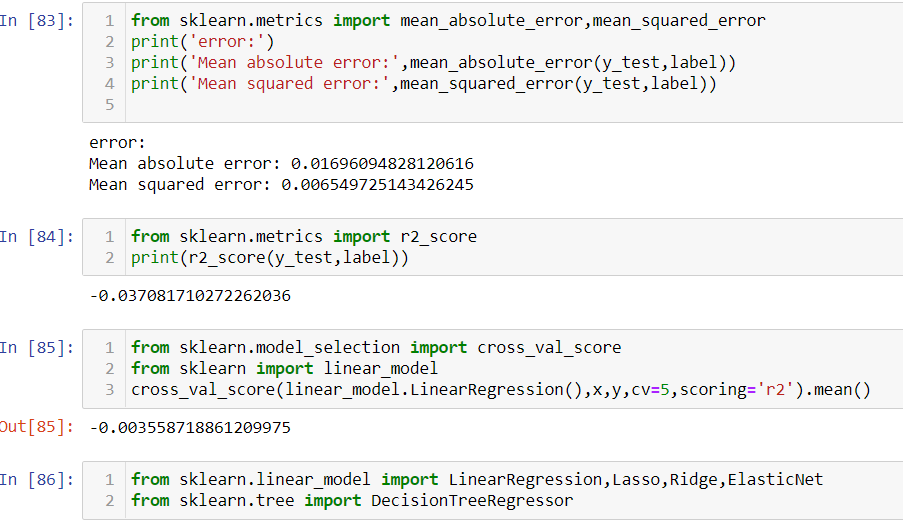 In [83]:
1 from sklearn.metrics import mean_absolute_error,mean_squared_error
2 print('error:')
3 print('Mean absolute error:',mean_absolute_error(y_test,label))
4 print('Mean squared error:',mean_squared_error(y_test,label))
5
error:
Mean absolute error: 0.01696094828120616
Mean squared error: 0.006549725143426245
In [84]:
1 from sklearn.metrics import r2_score
2 print(r2_score(y_test,label))
-0.037081710272262036
In [85]:
1 from sklearn.model_selection import cross_val_score
2 from sklearn import linear_model
3 cross_val_score(linear_model.LinearRegression(),x,y,cv=5,scoring='r2').mean()
Out[85]: -0.003558718861209975
In [86]:
1 from sklearn.linear_model import LinearRegression,Lasso,Ridge,ElasticNet
2 from sklearn.tree import DecisionTreeRegressor